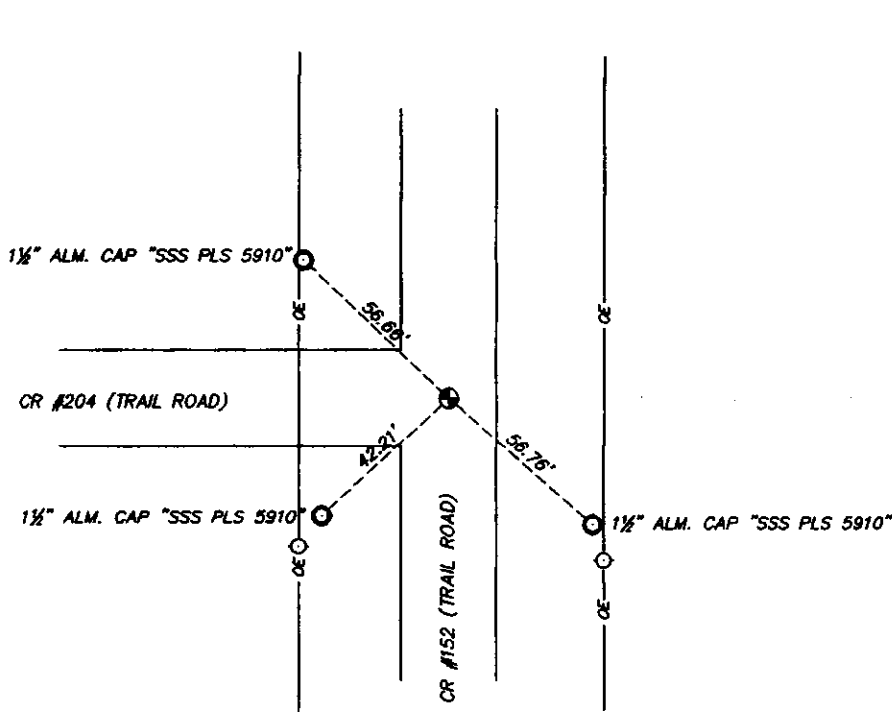 1½" ALM. CAP "SSS PLS 5910"
OE
OE
56.66'
CR #204 (TRAIL ROAD)
42.21'
56.76'
1½" ALM. CAP "SSS PLS 5910"
1½" ALM. CAP "SSS PLS 5910"
OE
OE
CR #152 (TRAIL ROAD)